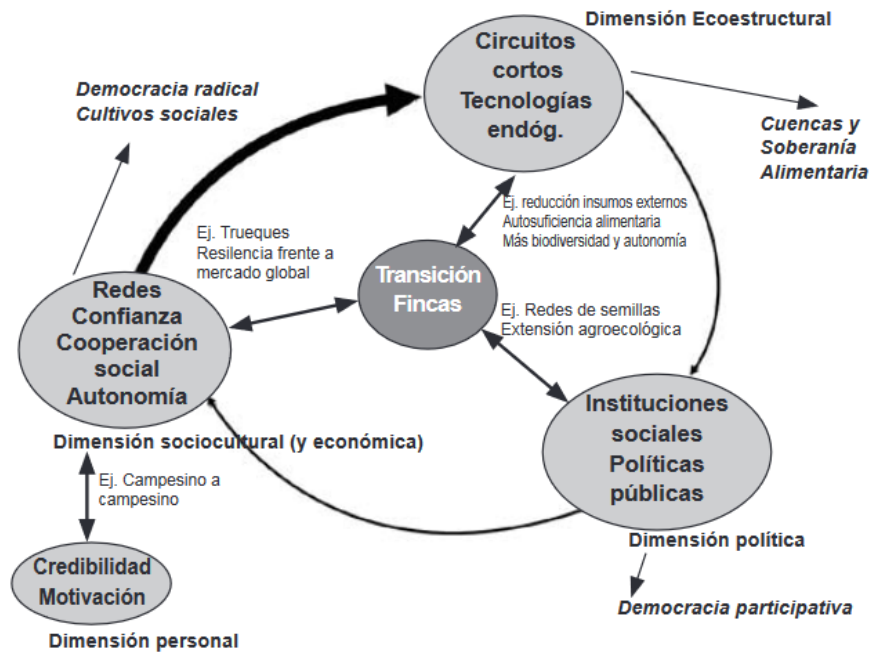 Dimensión Ecoestructural
Circuitos
cortos
Tecnologías
endóg.
Democracia radical
Cultivos sociales
Cuencas y
Soberanía
Alimentaria
Ej. reducción insumos externos
Autosuficiencia alimentaria
Más biodiversidad y autonomía
Ej. Trueques
Resilencia frente a
mercado global
Transición
Fincas
Redes
Confianza
Cooperación
social
Autonomía
Ej. Redes de semillas
Extensión agroecológica
Instituciones
sociales
Políticas
públicas
Dimensión sociocultural (y económica)
Ej. Campesino a
campesino
Dimensión política
Credibilidad
Motivación
Democracia participativa
Dimensión personal